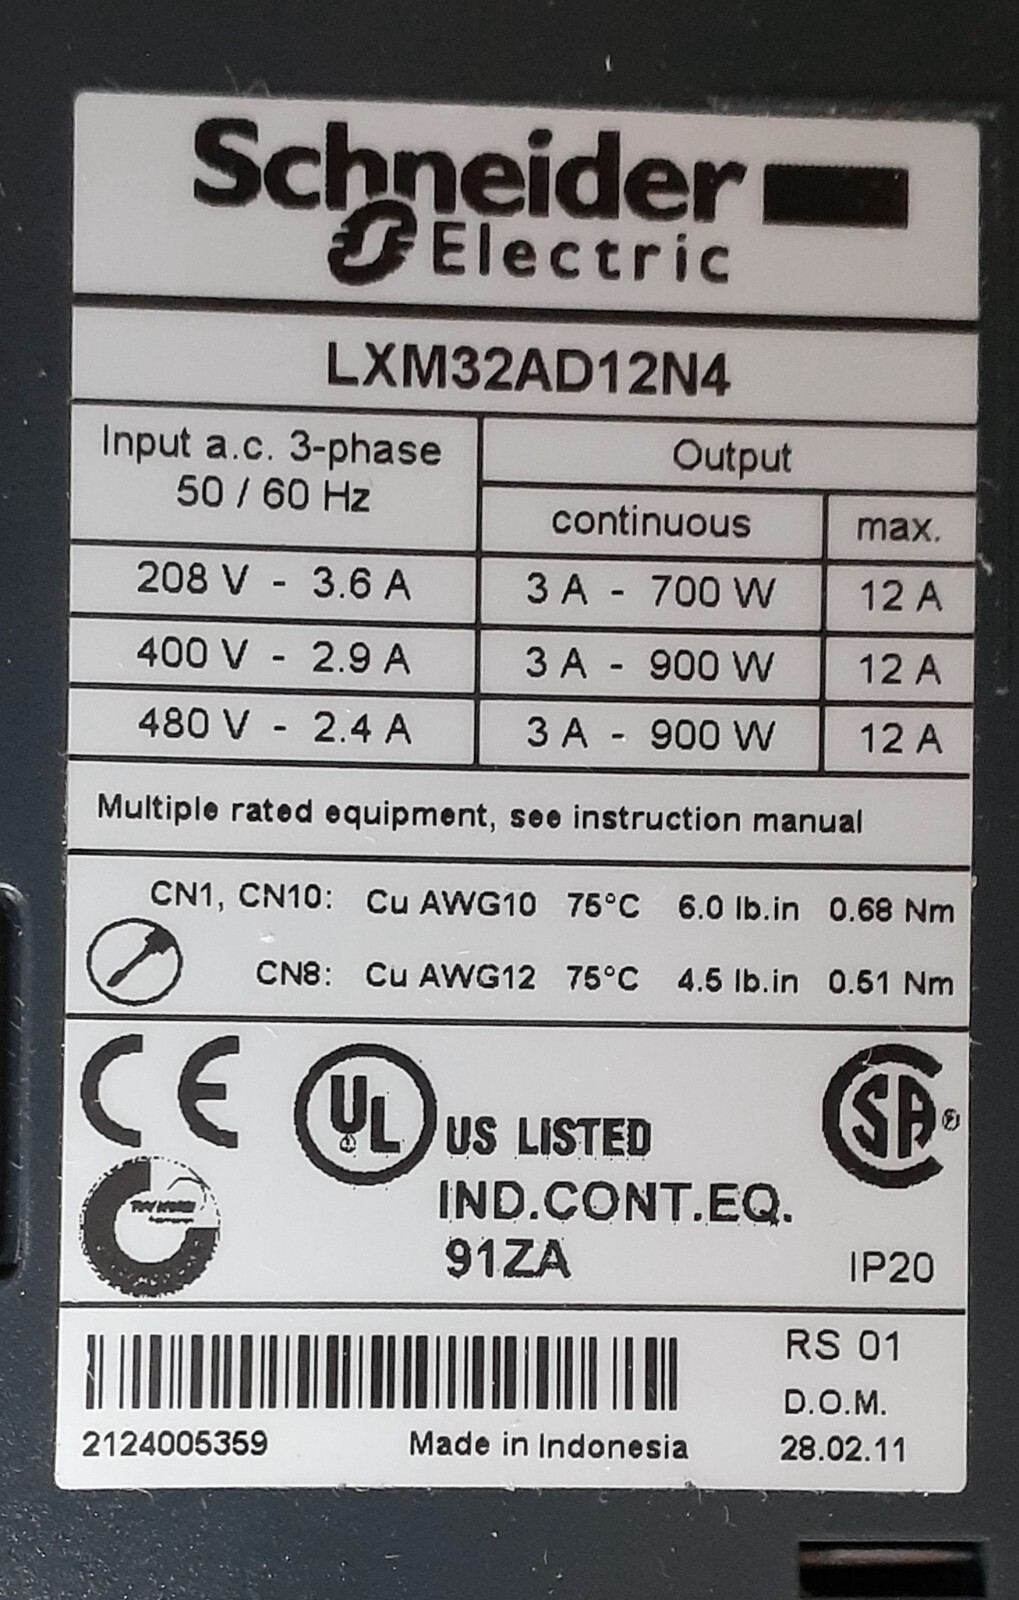 Schneider
Electric
LXM32AD12N4
Input a.c. 3-phase
50 / 60 Hz
Output
continuous
max.
208 V - 3.6 A
3 A - 700 W
12 A
400 V - 2.9 A
3 A - 900 W
12 A
480 V - 2.4 A
3 A - 900 W
12 A
Multiple rated equipment, see instruction manual
CN1, CN10: Cu AWG10 75°C 6.0 lb.in 0.68 Nm
CN8: Cu AWG12 75°C 4.5 lb.in 0.51 Nm
CE
UL
US LISTED
SA ®
IND.CONT.EQ.
91ZA
IP20
RS 01
D.O.M.
28.02.11
2124005359
Made in Indonesia